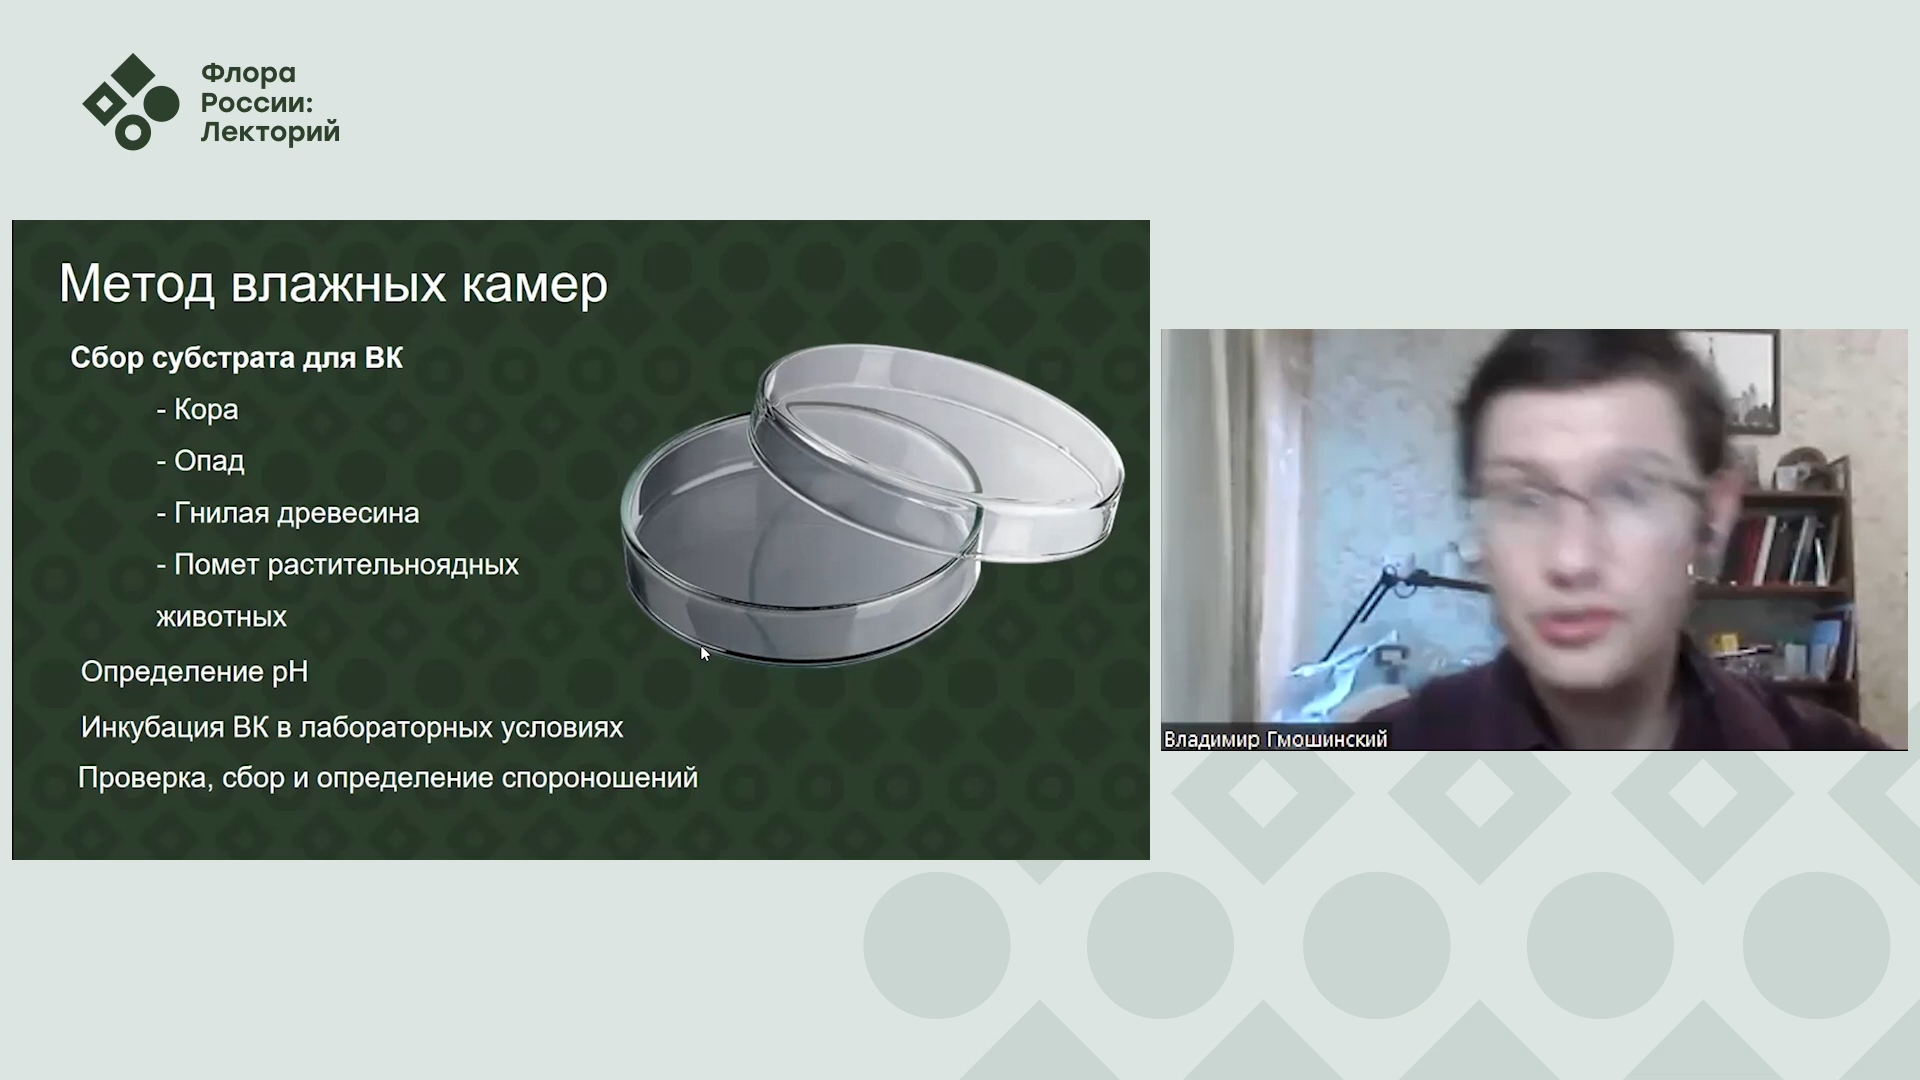 Флора
России:
Лекторий
Метод влажных камер
Сбор субстрата для ВК
- Кора
- Опад
- Гнилая древесина
- Помет растительноядных
животных
Определение pH
Инкубация ВК в лабораторных условиях
Проверка, сбор и определение спороношений
Владимир Гмошинский